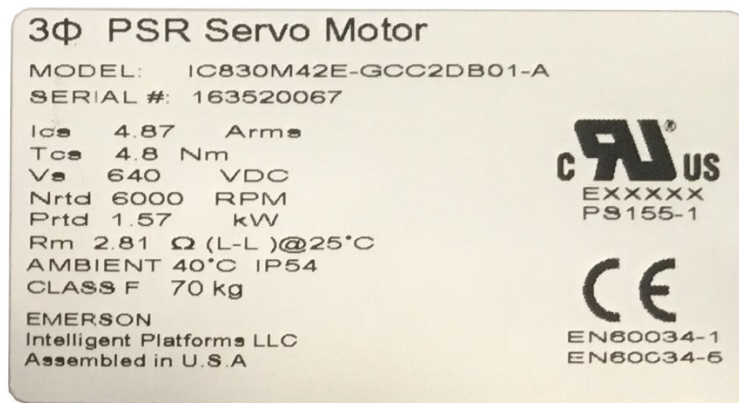 3Φ PSR Servo Motor
MODEL: IC830M42E-GCC2DB01-A
SERIAL #: 163520067
Ics 4.87 Arms
Tcs 4.8 Nm
Vs 640 VDC
Nrtd 6000 RPM
Prtd 1.57 kW
Rm 2.81 Ω (L-L )@25°C
AMBIENT 40°C IP54
CLASS F 70 kg
EMERSON
Intelligent Platforms LLC
Assembled in U.S.A
C RU® US
EXXXXX
PS155-1
CE
EN60034-1
EN60034-5